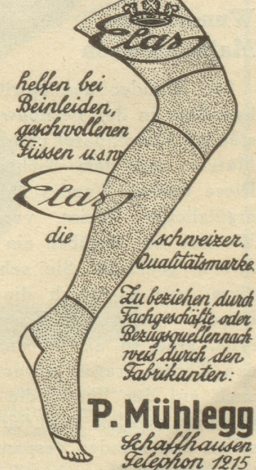 Elas
helfen bei
Beinleiden,
geschwollenen
Füssen u.s.w
Elas
die schweizer.
Qualitätsmarke.
Zu beziehen durch
Fachgeschäfte oder
Bezugsquellennach
weis durch den
Fabrikanten:
P. Mühlegg
Schaffhausen
Telephon 1215